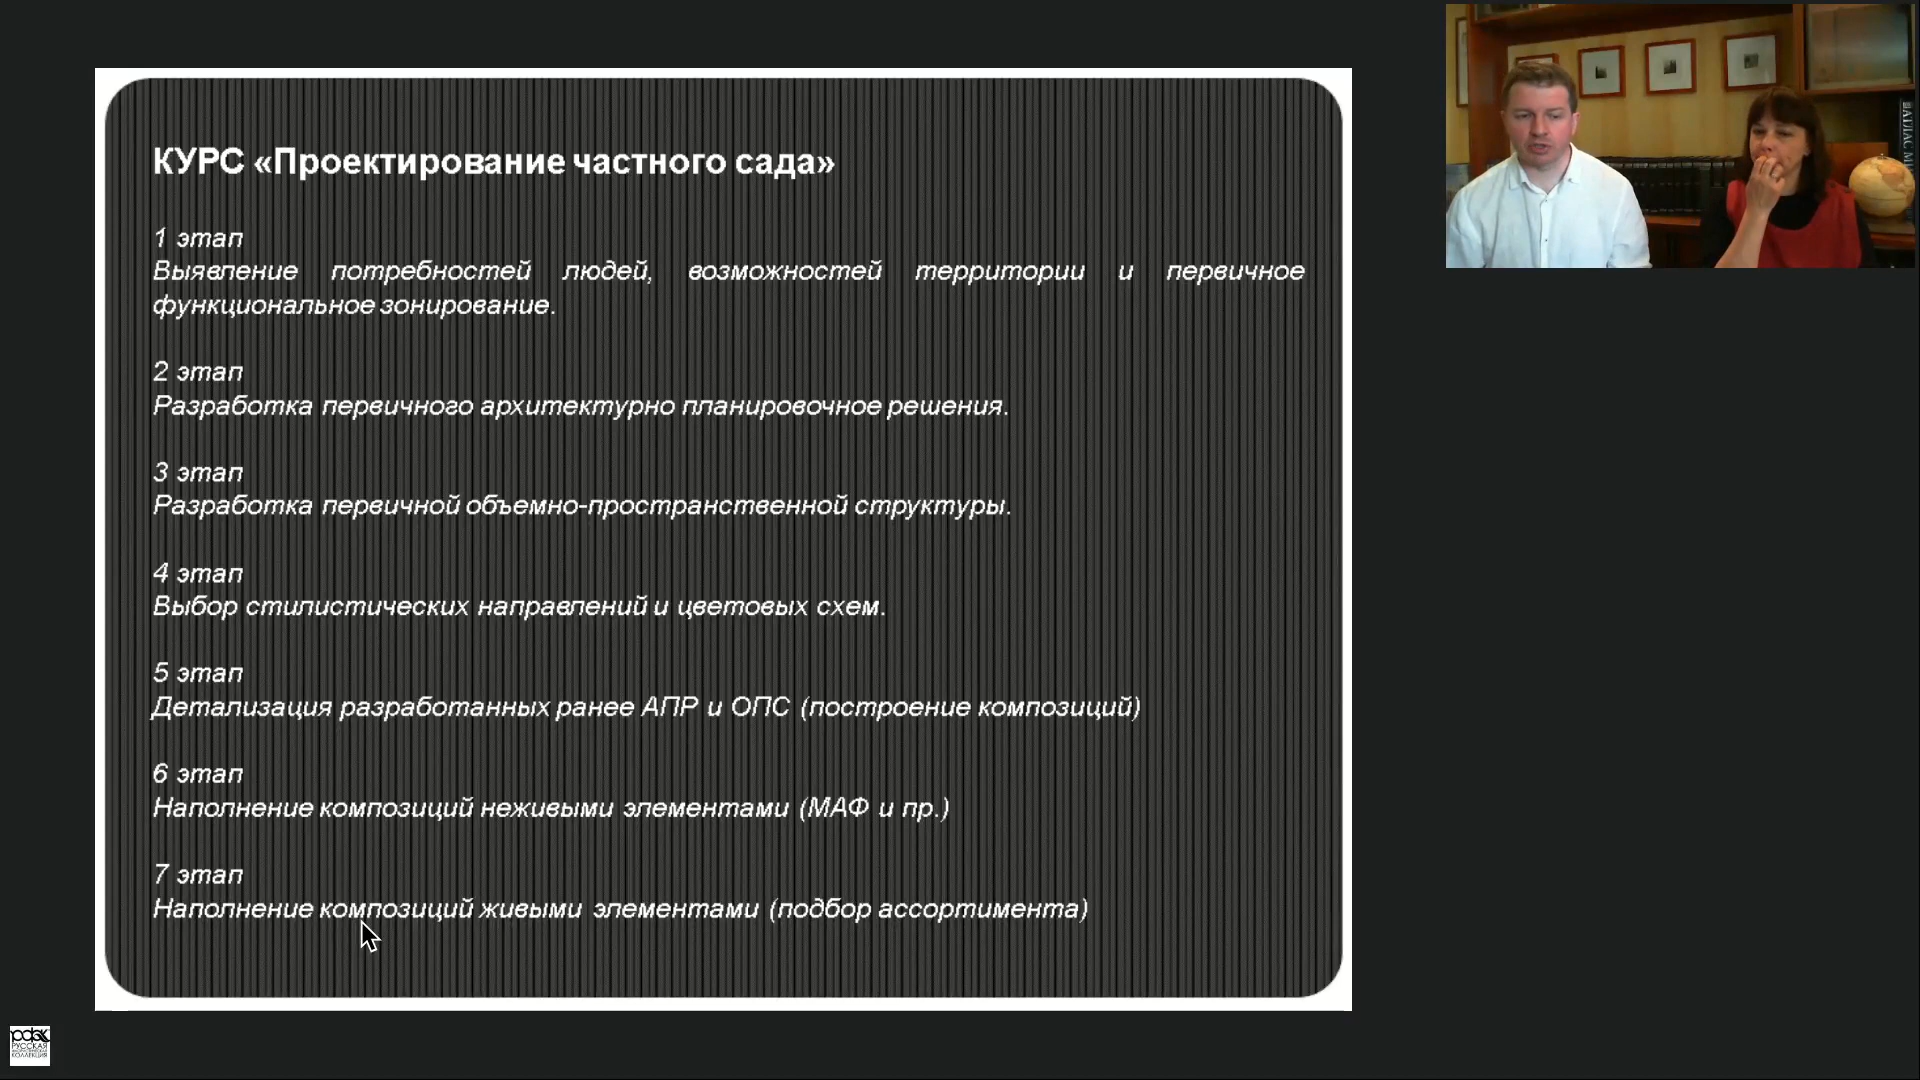 КУРС «Проектирование частного сада»
1 этап
Выявление потребностей людей, возможностей территории и первичное
функциональное зонирование.
2 этап
Разработка первичного архитектурно планировочное решения.
3 этап
Разработка первичной объемно-пространственной структуры.
4 этап
Выбор стилистических направлений и цветовых схем.
5 этап
Детализация разработанных ранее АПР и ОПС (построение композиций)
6 этап
Наполнение композиций неживыми элементами (МАФ и пр.)
7 этап
Наполнение композиций живыми элементами (подбор ассортимента)
АТЛАС
РУССКАЯ
КОЛЛЕКЦИЯ